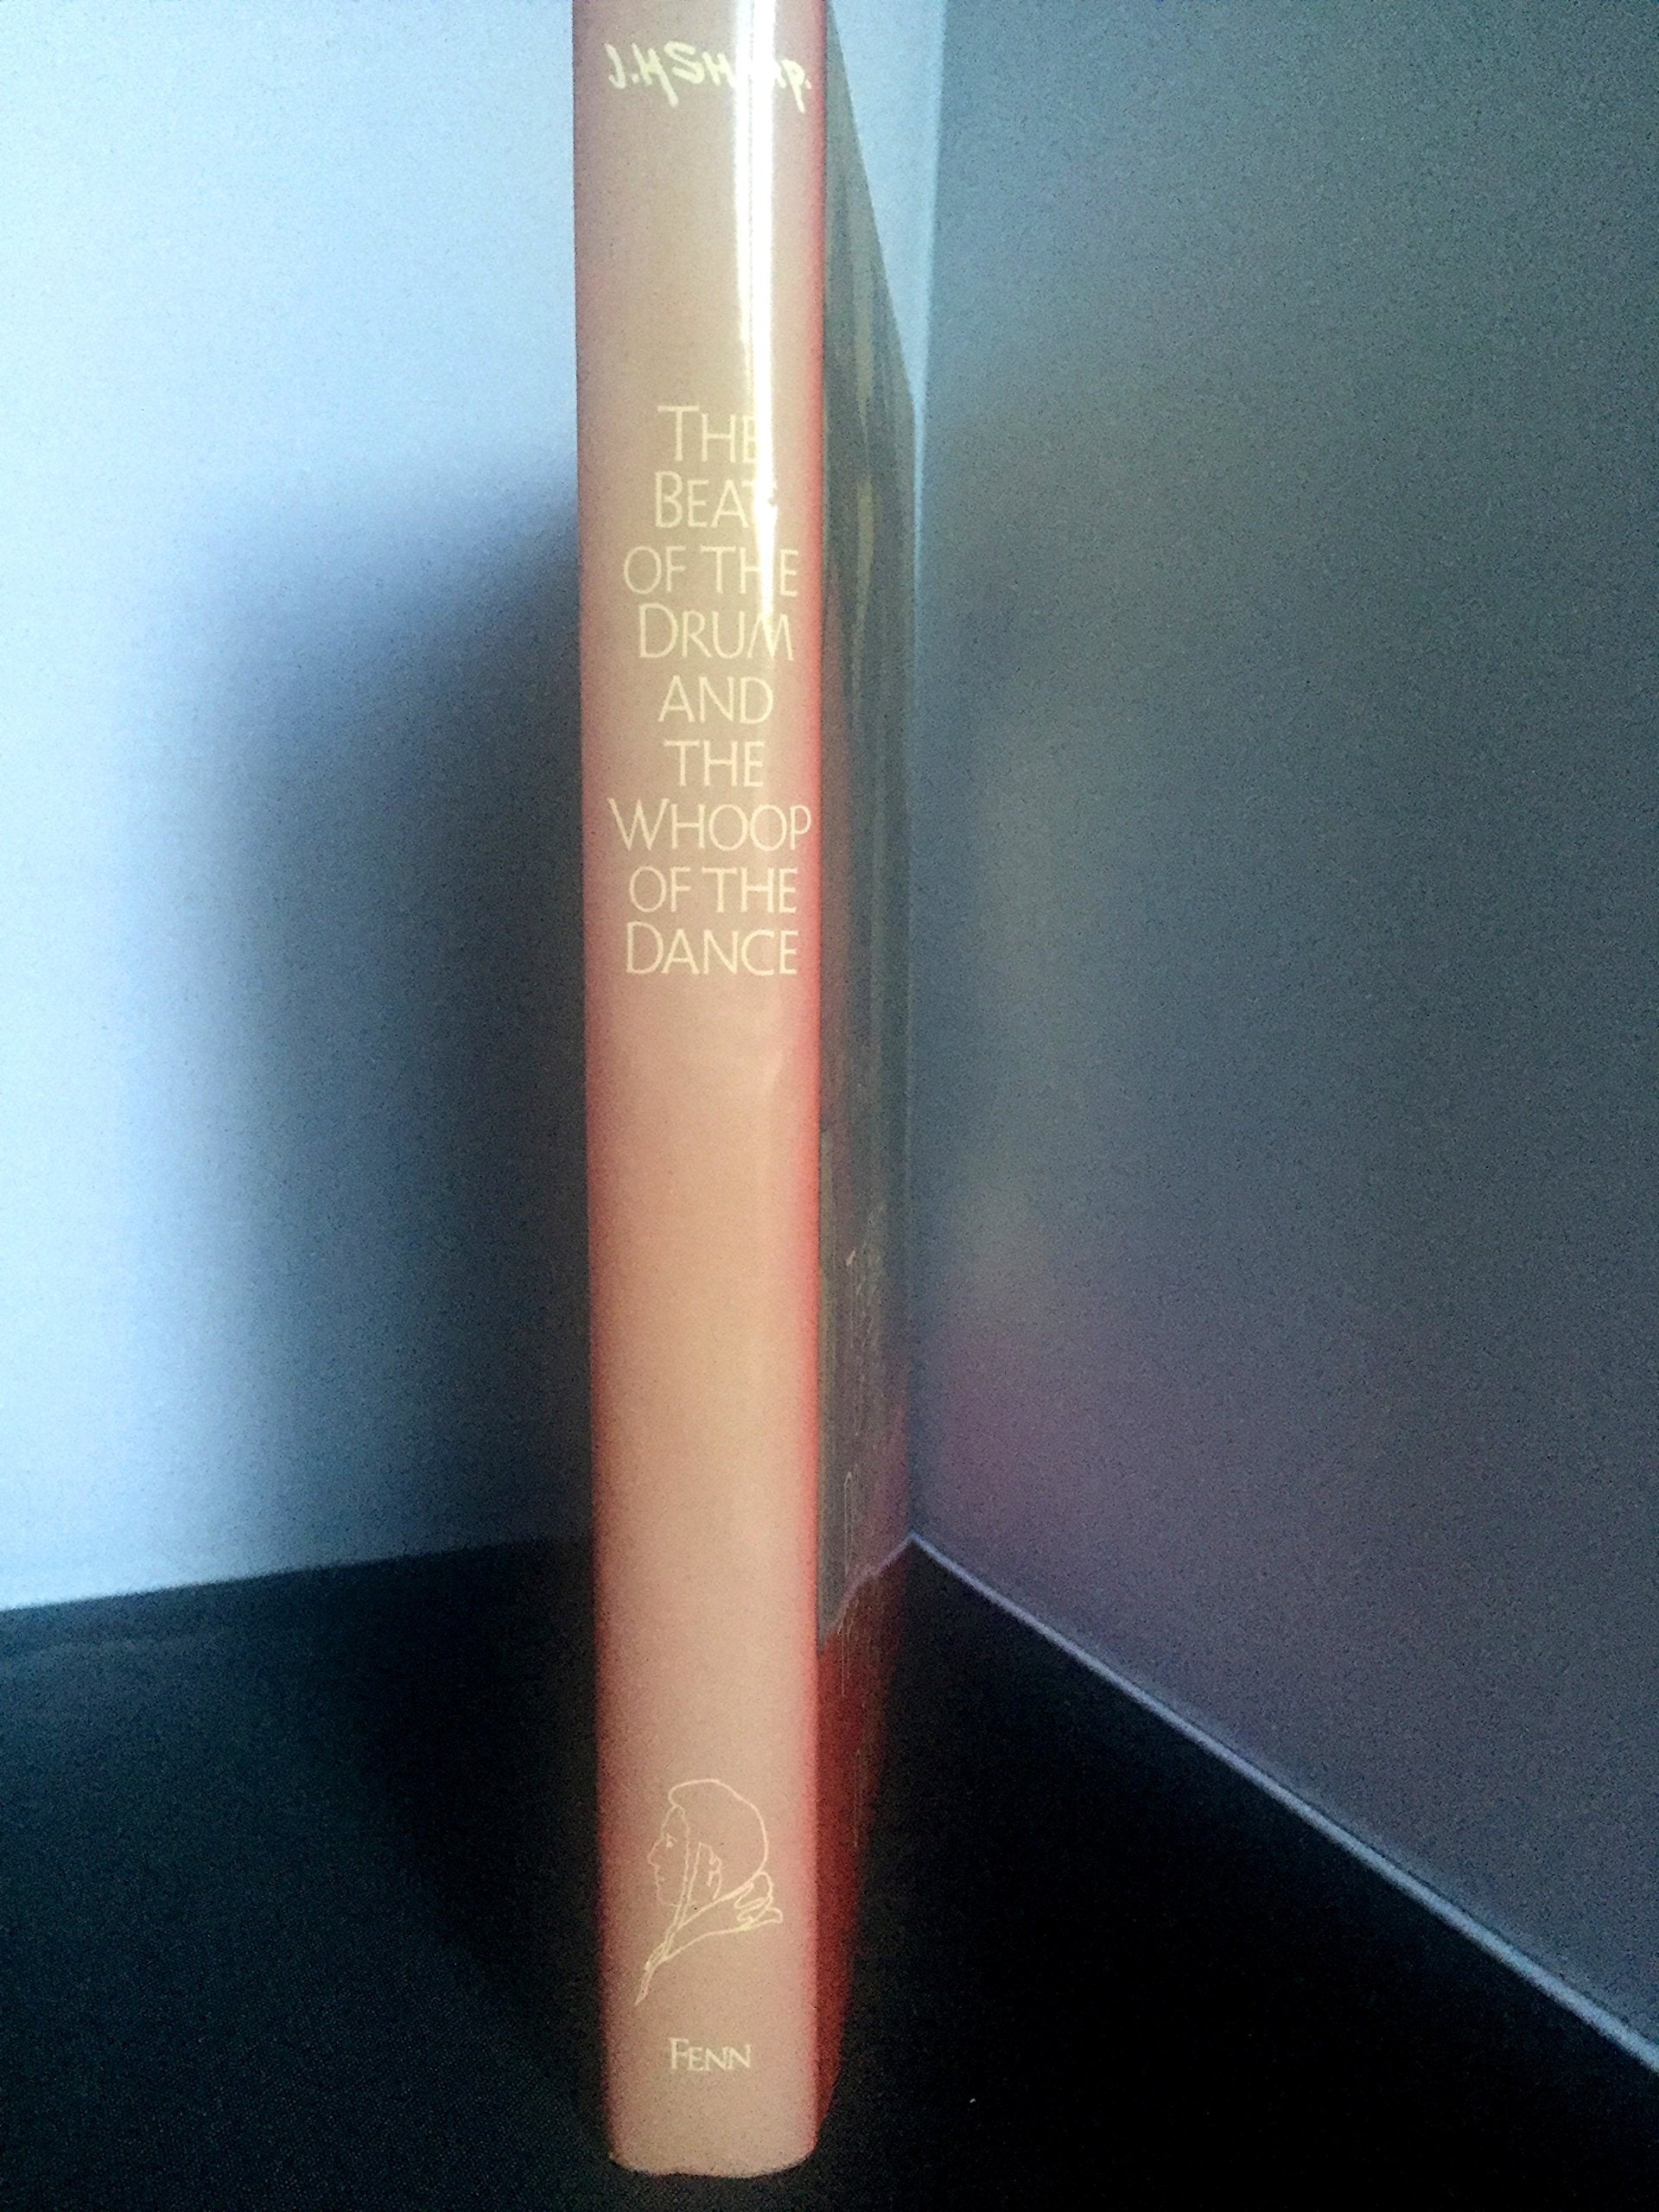 J.H SHARP.
THE
BEAT
OF THE
DRUM
AND
THE
WHOOP
OF THE
DANCE
FENN